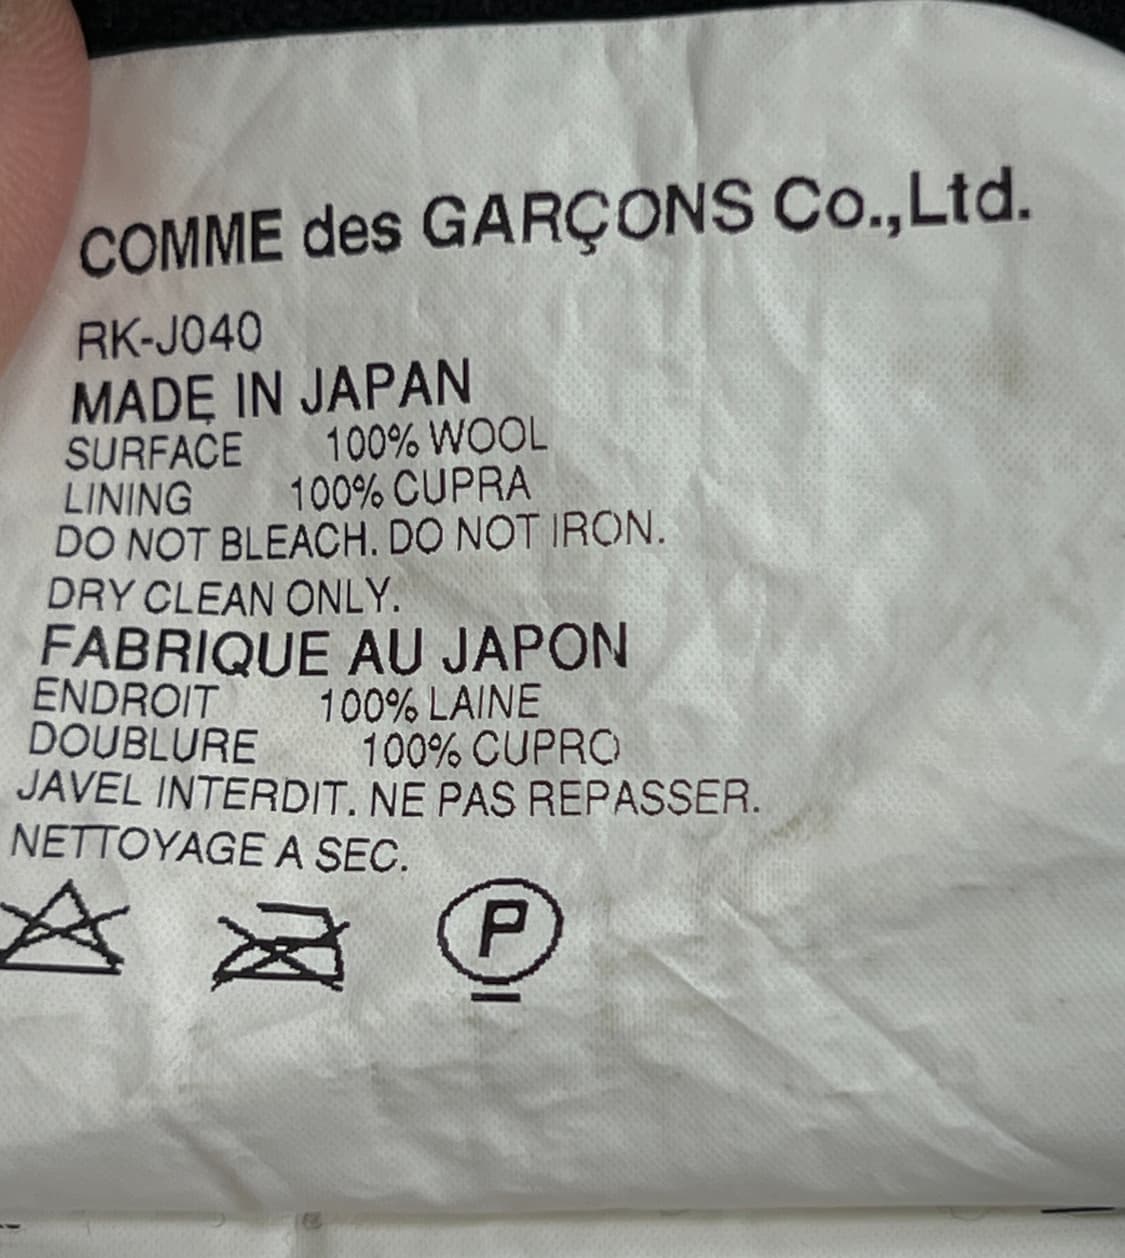 COMME des GARÇONS Co.,Ltd.
RK-J040
MADE IN JAPAN
SURFACE 100% WOOL
LINING 100% CUPRA
DO NOT BLEACH. DO NOT IRON.
DRY CLEAN ONLY.
FABRIQUE AU JAPON
ENDROIT 100% LAINE
DOUBLURE 100% CUPRO
JAVEL INTERDIT. NE PAS REPASSER.
NETTOYAGE A SEC.
P